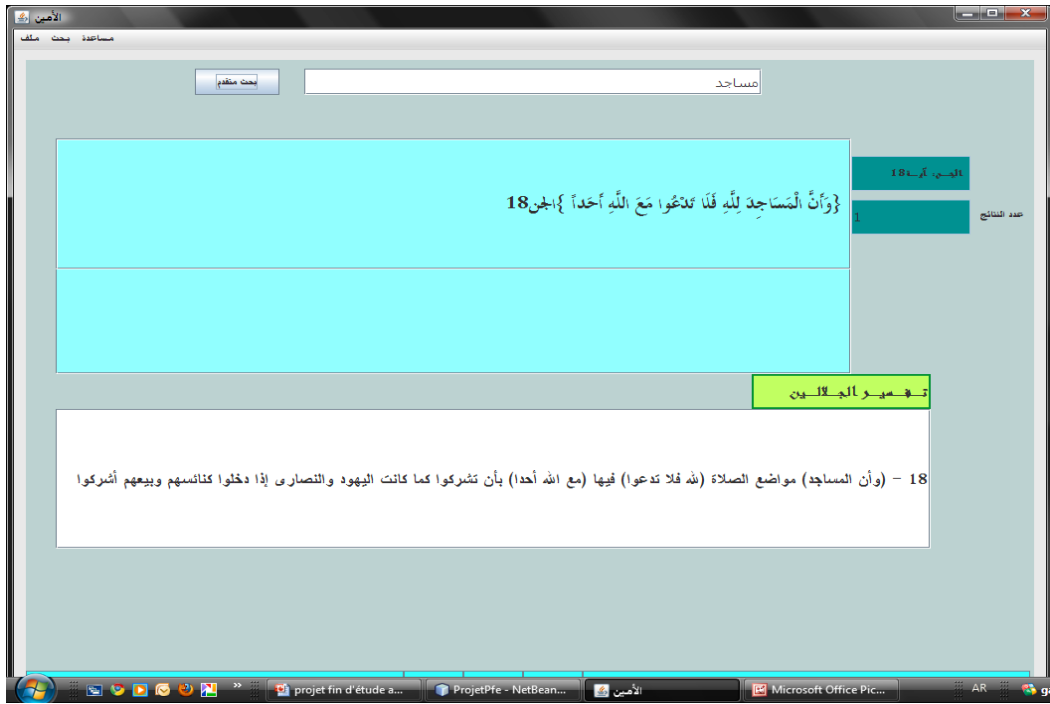 الأمين
ملف بحث مساعدة
مساجد
بحث متقدم
الجن، آية18
{وَأَنَّ الْمَسَاجِدَ لِلَّهِ فَلَا تَدْعُوا مَعَ اللَّهِ أَحَداً }الجن18
عدد النتائج
1
تفسير الجلالين
18 - (وأن المساجد) مواضع الصلاة (لله فلا تدعوا) فيها (مع الله أحدا) بأن تشركوا كما كانت اليهود والنصارى إذا دخلوا كنائسهم وبيعهم أشركوا
projet fin d'étude a...
ProjetPfe - NetBean...
الأمين
Microsoft Office Pic...
AR